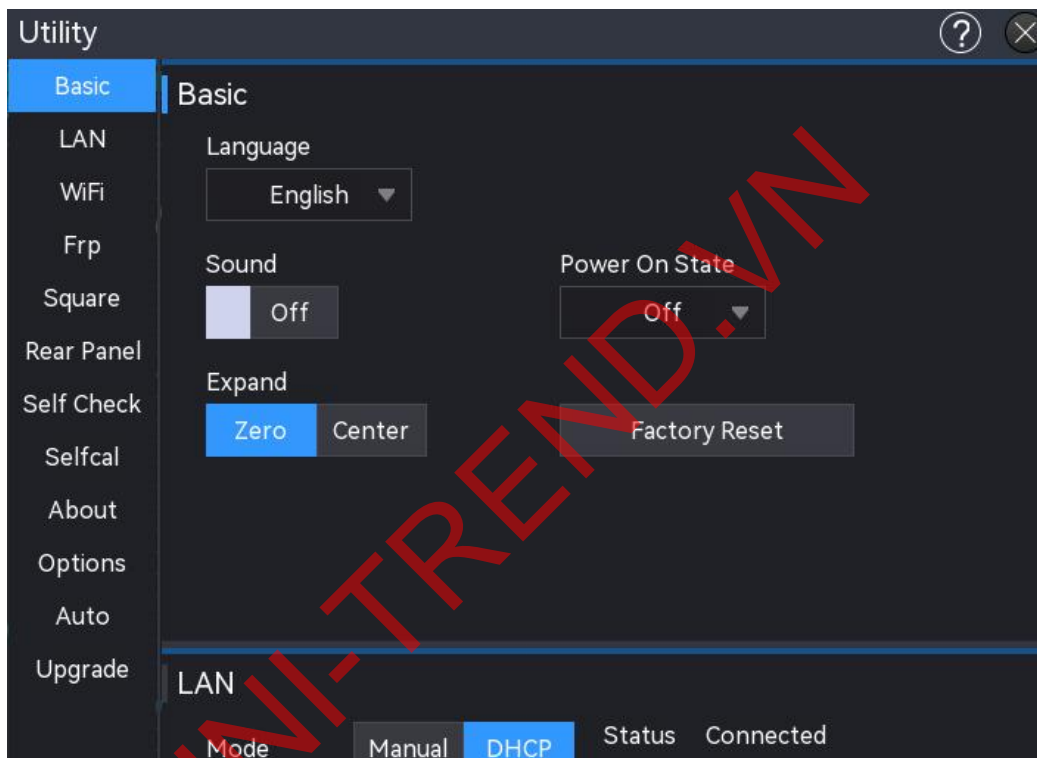 Utility ?
Basic
LAN
WiFi
Frp
Square
Rear Panel
Self Check
Selfcal
About
Options
Auto
Upgrade
Basic
Language
English
Sound
Off
Power On State
Off
Expand
Zero Center
Factory Reset
LAN
Mode Manual DHCP Status Connected
NI-TREND.VN